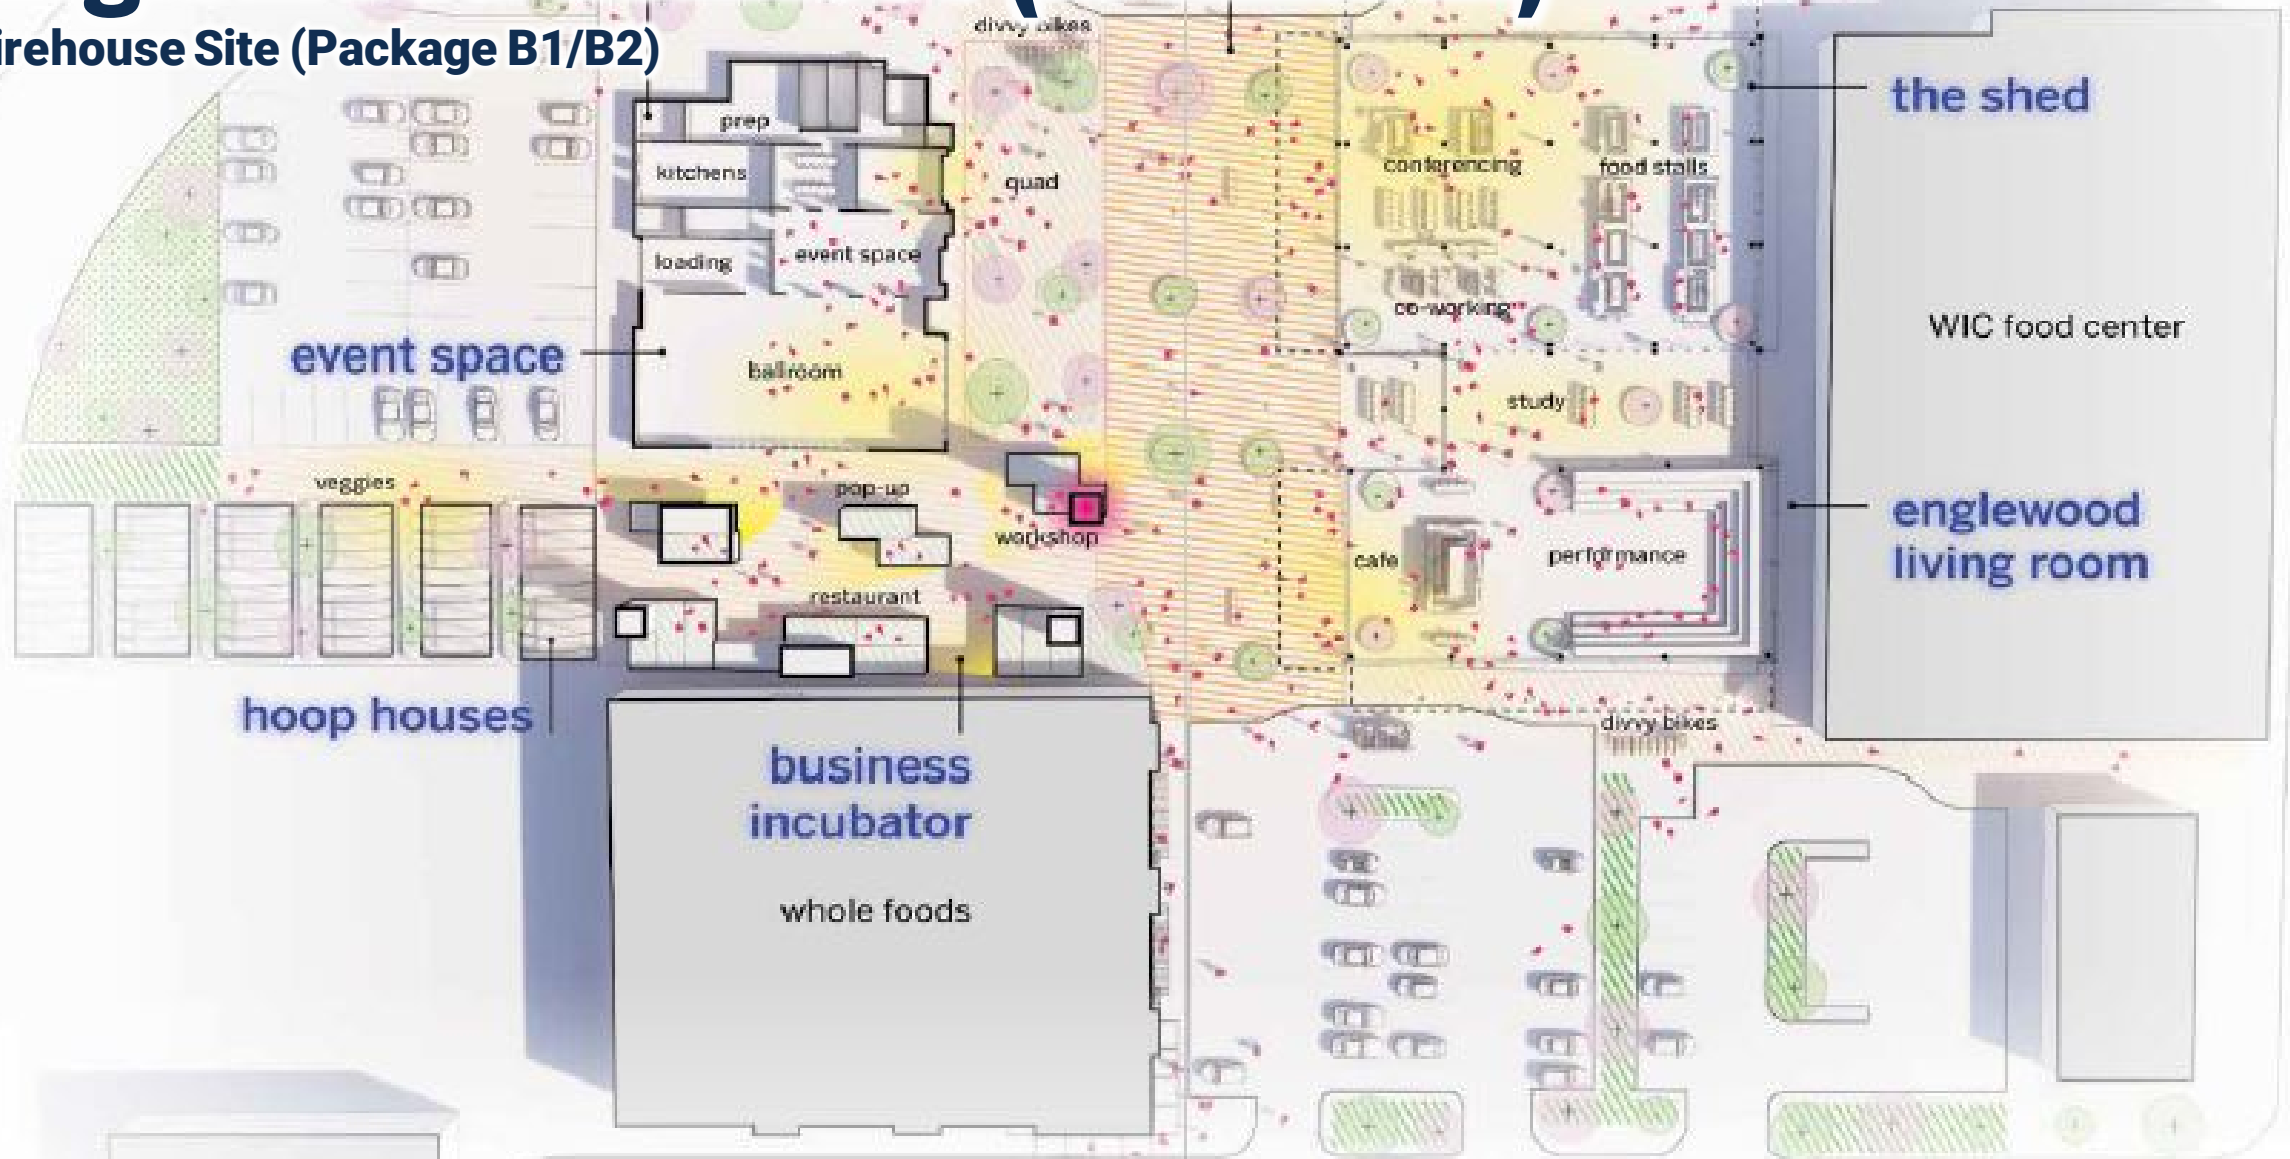 irehouse Site (Package B1/B2)
divvy bikes
the shed
prep
kitchens
quad
conferencing
food stalls
loading
event space
co-working
WIC food center
event space
ballroom
study
veggies
pop-up
workshop
englewood
living room
cafe
performance
restaurant
hoop houses
divvy bikes
business
incubator
whole foods